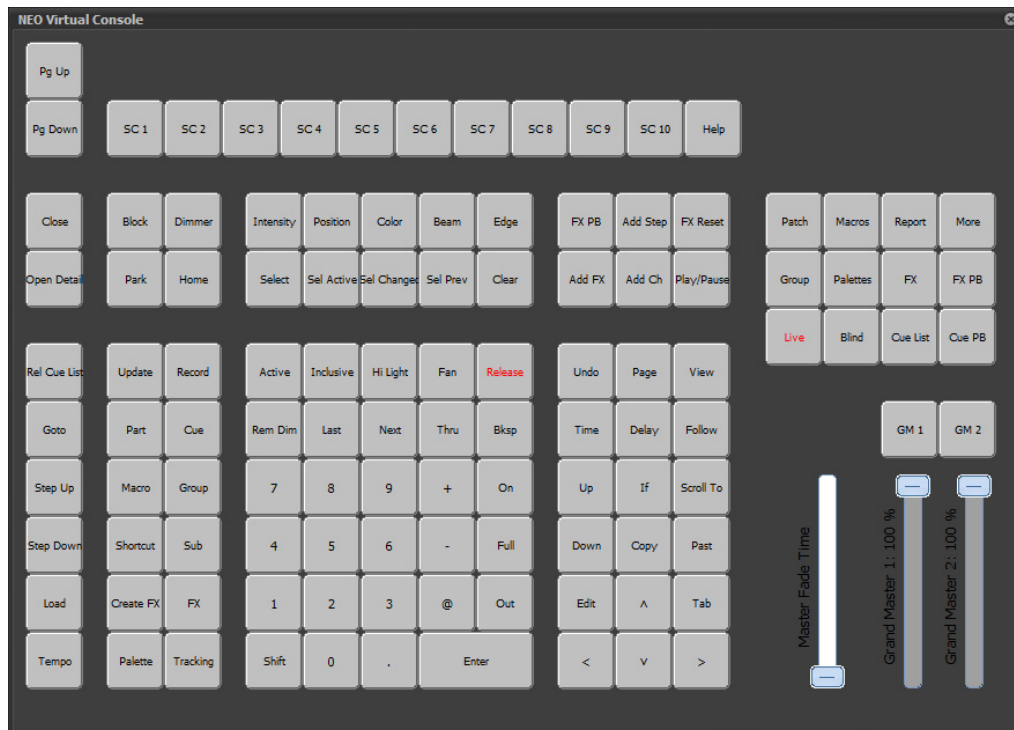 NEO Virtual Console
Pg Up
Pg Down SC 1 SC 2 SC 3 SC 4 SC 5 SC 6 SC 7 SC 8 SC 9 SC 10 Help
Close Block Dimmer Intensity Position Color Beam Edge FX PB Add Step FX Reset Patch Macros Report More
Open Detail Park Home Select Sel Active Sel Changed Sel Prev Clear Add FX Add Ch Play/Pause Group Palettes FX FX PB
Live Blind Cue List Cue PB
Rel Cue List Update Record Active Inclusive Hi Light Fan Release Undo Page View
Goto Part Cue Rem Dim Last Next Thru Bksp Time Delay Follow GM 1 GM 2
Step Up Macro Group 7 8 9 + On Up If Scroll To
Step Down Shortcut Sub 4 5 6 - Full Down Copy Past
Load Create FX FX 1 2 3 @ Out Edit ^ Tab
Tempo Palette Tracking Shift 0 . Enter < v >
Master Fade Time
Grand Master 1: 100 %
Grand Master 2: 100 %